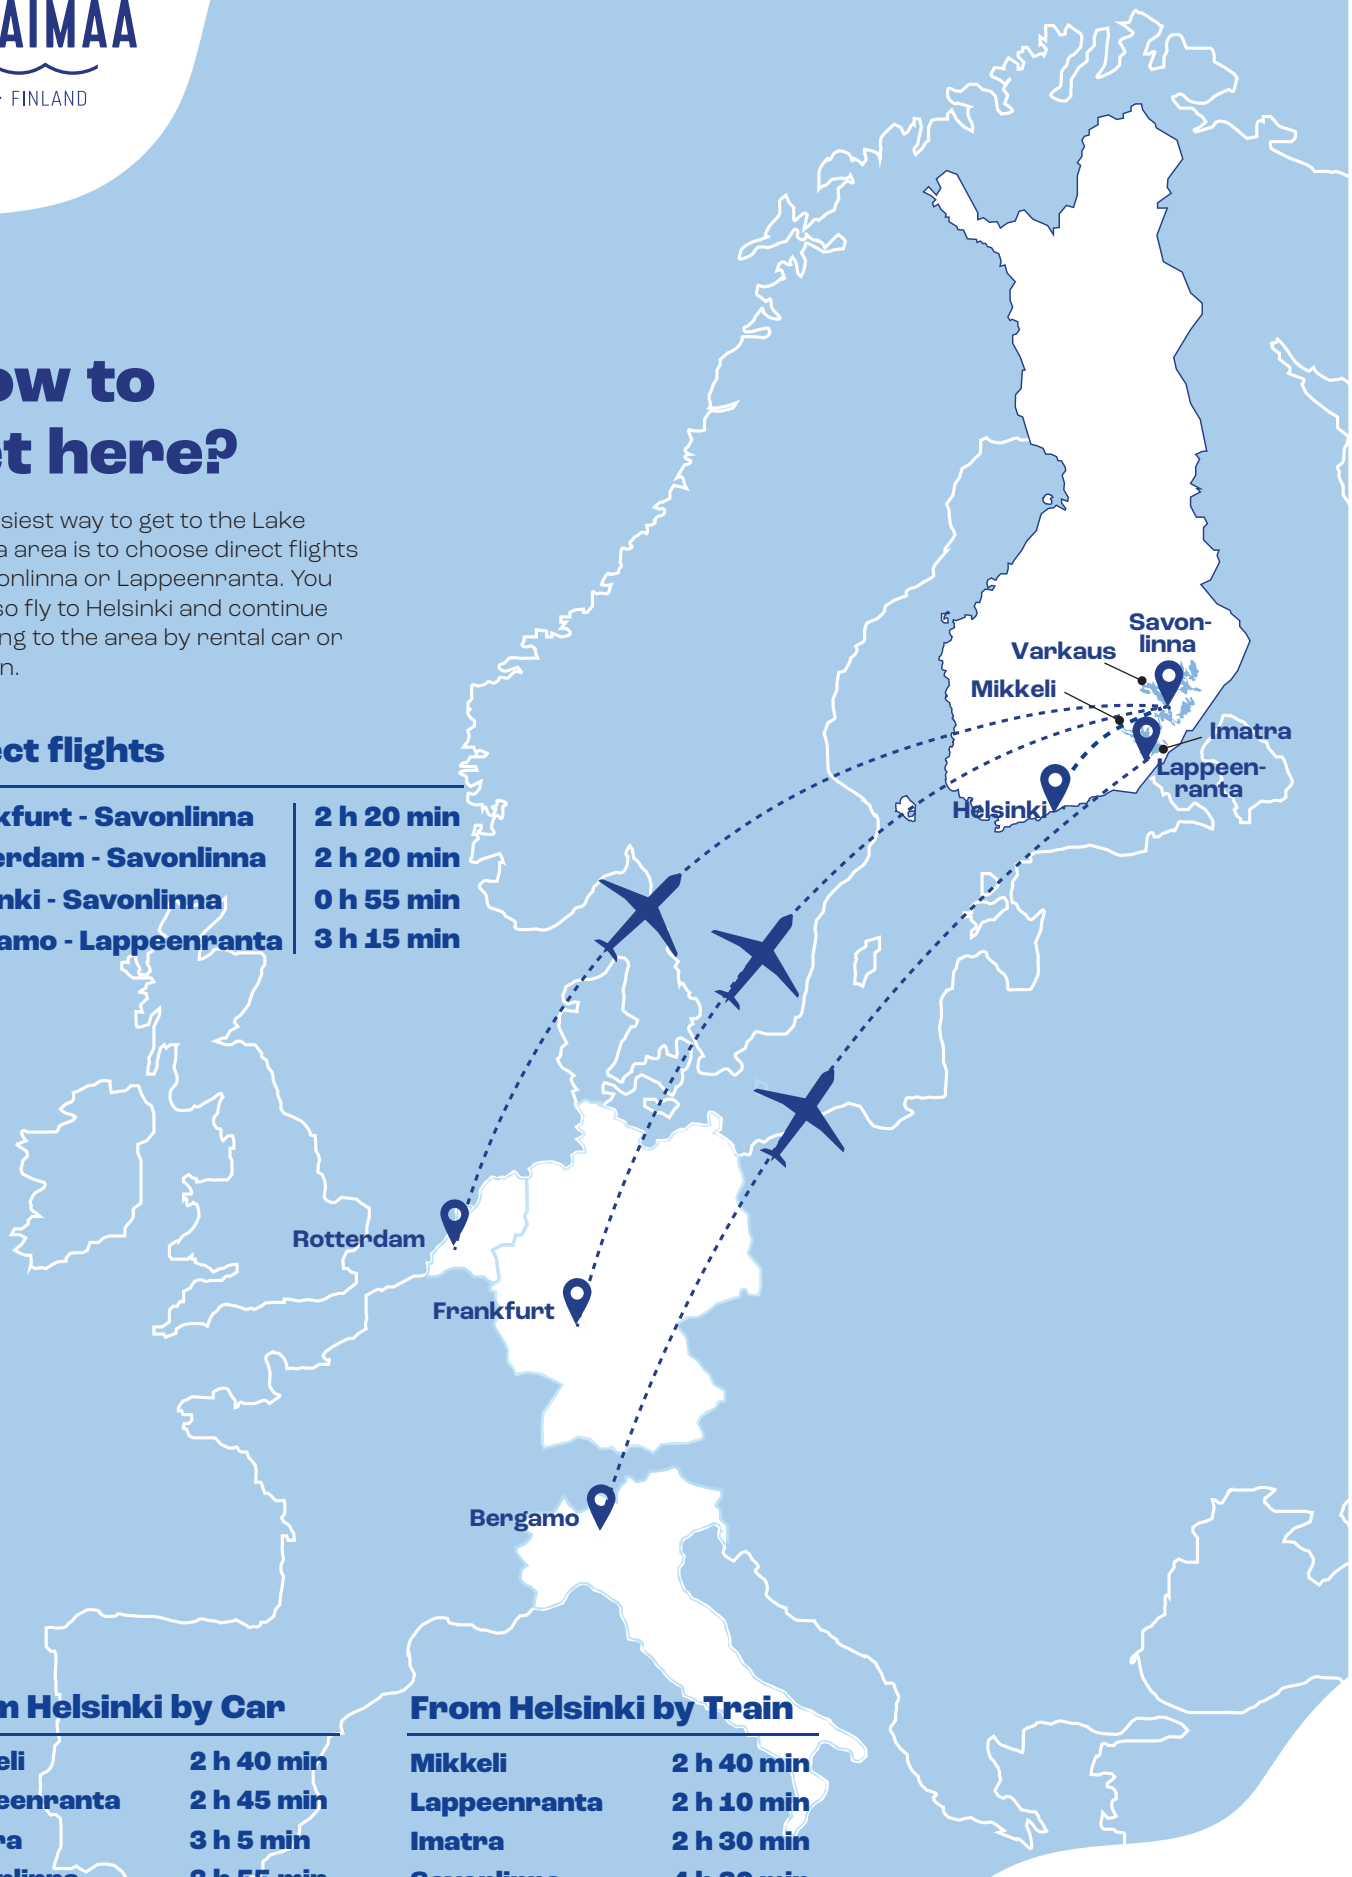 AIMAA
FINLAND
ow to
et here?
siest way to get to the Lake
a area is to choose direct flights
onlinna or Lappeenranta. You
so fly to Helsinki and continue
ng to the area by rental car or
n.
ect flights
kfurt - Savonlinna 2 h 20 min
erdam - Savonlinna 2 h 20 min
nki - Savonlinna 0 h 55 min
amo - Lappeenranta 3 h 15 min
Savon-
linna
Varkaus
Mikkeli
Imatra
Lappeen-
ranta
Helsinki
Rotterdam
Frankfurt
Bergamo
m Helsinki by Car
eli 2 h 40 min
eenranta 2 h 45 min
ra 3 h 5 min
From Helsinki by Train
Mikkeli 2 h 40 min
Lappeenranta 2 h 10 min
Imatra 2 h 30 min